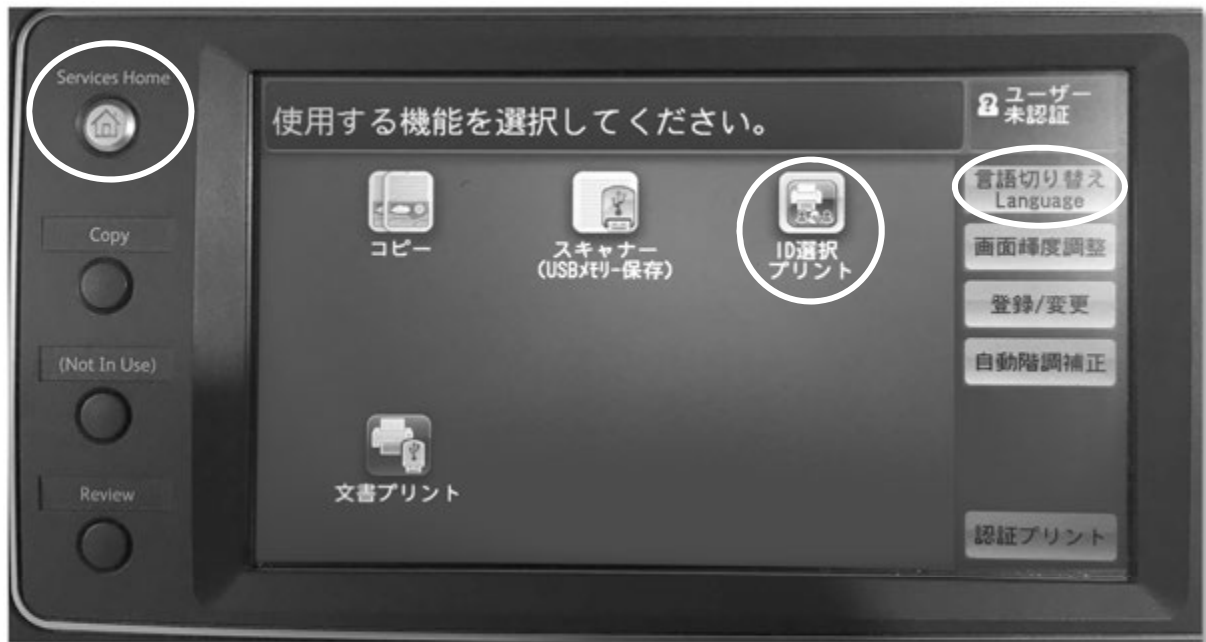 Services Home
Copy
(Not In Use)
Review
使用する機能を選択してください。
ユーザー
未認証
コピー
スキャナー
(USBメモリー保存)
ID選択
プリント
文書プリント
言語切り替え
Language
画面輝度調整
登録/変更
自動階調補正
認証プリント